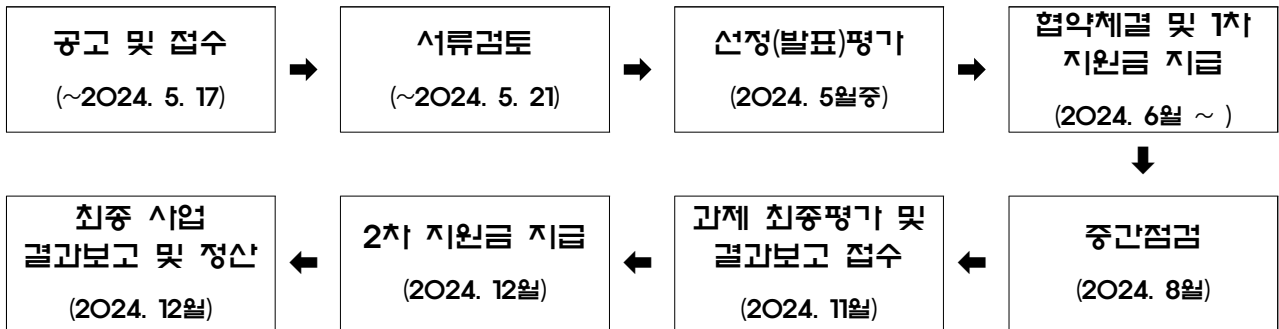 공고 및 접수
(~2024. 5. 17)
➡
서류검토
(~2024. 5. 21)
➡
선정(발표)평가
(2024. 5월중)
➡
협약체결 및 1차
지원금 지급
(2024. 6월 ~ )
⬇
중간점검
(2024. 8월)
⬅
과제 최종평가 및
결과보고 접수
(2024. 11월)
⬅
2차 지원금 지급
(2024. 12월)
⬅
최종 사업
결과보고 및 정산
(2024. 12월)